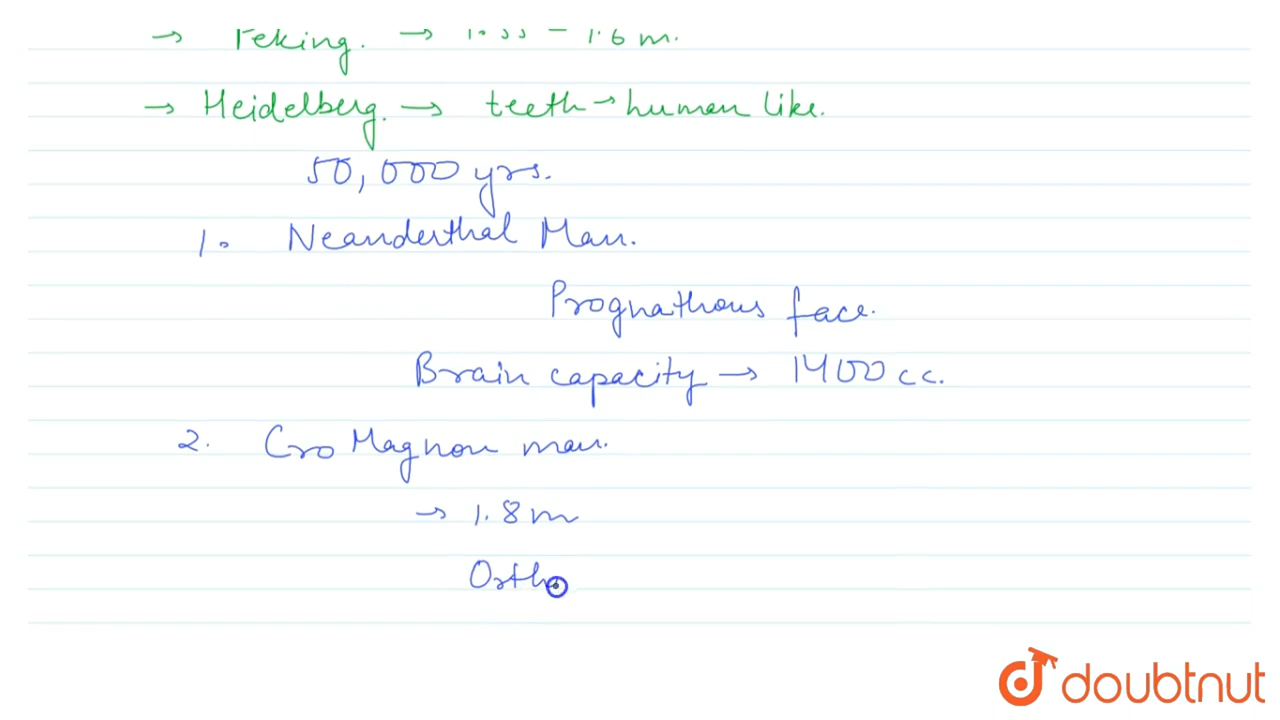 → Peking. → 1.55 - 1.6 m.
→ Heidelberg. → teeth → human like.
50,000 yrs.
1. Neanderthal Man.
Prognathous face.
Brain capacity → 1400 cc.
2. Cro Magnon man.
→ 1.8 m
Ortho
doubtnut